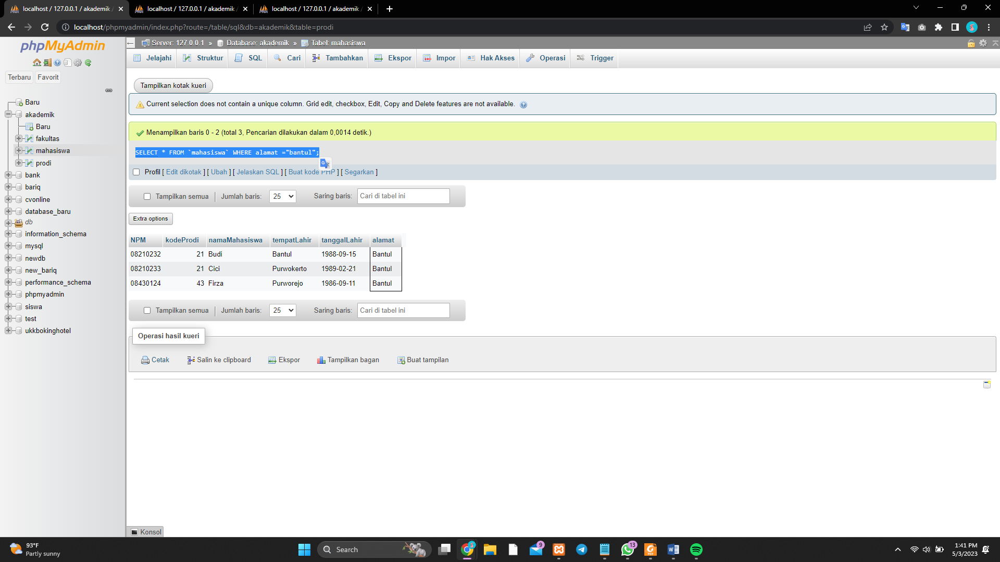 localhost / 127.0.0.1 / akademik /
localhost / 127.0.0.1 / akademik /
localhost / 127.0.0.1 / akademik /
localhost/phpmyadmin/index.php?route=/table/sql&db=akademik&table=prodi
phpMyAdmin
Terbaru
Favorit
Baru
akademik
Baru
fakultas
mahasiswa
prodi
bank
bariq
cvonline
database_baru
db
information_schema
mysql
newdb
new_bariq
performance_schema
phpmyadmin
siswa
test
ukkbokinghotel
Server: 127.0.0.1 » Database: akademik » Tabel: mahasiswa
Jelajahi Struktur SQL Cari Tambahkan Ekspor Impor Hak Akses Operasi Trigger
Tampilkan kotak kueri
Current selection does not contain a unique column. Grid edit, checkbox, Edit, Copy and Delete features are not available.
Menampilkan baris 0 - 2 (total 3, Pencarian dilakukan dalam 0,0014 detik.)
SELECT * FROM `mahasiswa` WHERE alamat ="bantul";
Profil [ Edit dikotak ] [ Ubah ] [ Jelaskan SQL ] [ Buat kode PHP ] [ Segarkan ]
Tampilkan semua Jumlah baris: 25 Saring baris: Cari di tabel ini
Extra options
NPM kodeProdi namaMahasiswa tempatLahir tanggalLahir alamat
08210232 21 Budi Bantul 1988-09-15 Bantul
08210233 21 Cici Purwokerto 1989-02-21 Bantul
08430124 43 Firza Purworejo 1986-09-11 Bantul
Tampilkan semua Jumlah baris: 25 Saring baris: Cari di tabel ini
Operasi hasil kueri
Cetak Salin ke clipboard Ekspor Tampilkan bagan Buat tampilan
Konsol
93°F
Partly sunny
Search
9
13
1:41 PM
5/3/2023